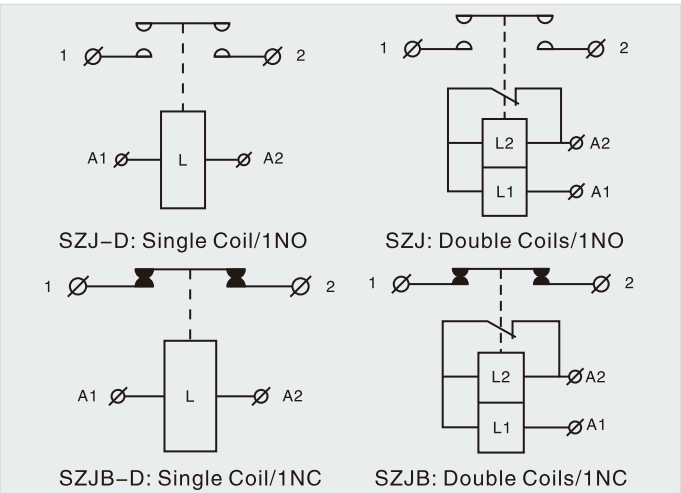 1 2
A1 L A2
SZJ–D: Single Coil/1NO
1 2
L2 A2
L1 A1
SZJ: Double Coils/1NO
1 2
A1 L A2
SZJB–D: Single Coil/1NC
1 2
L2 A2
L1 A1
SZJB: Double Coils/1NC